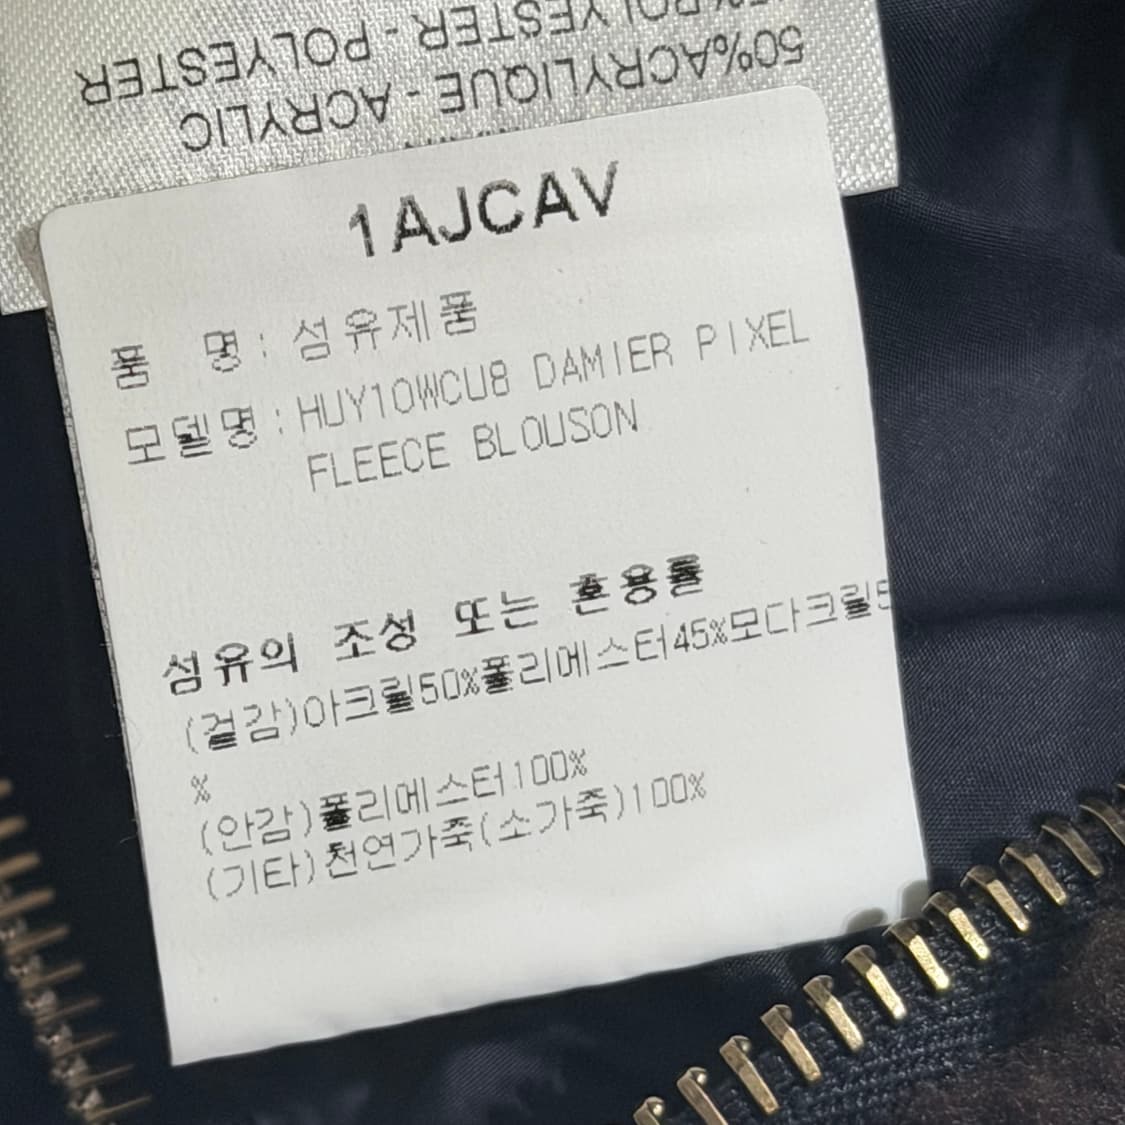 50%ACRYLIQUE - ACRYLIC
POLYESTER - POLYESTER
1AJCAV
품 명 : 섬유제품
모델명 : HUY10WCU8 DAMIER PIXEL
FLEECE BLOUSON
섬유의 조성 또는 혼용률
(겉감)아크릴50%폴리에스터45%모다크릴5
%
(안감)폴리에스터100%
(기타)천연가죽(소가죽)100%